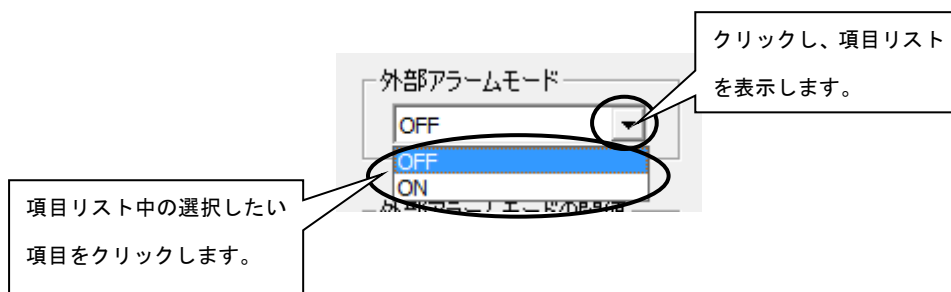 クリックし、項目リスト
を表示します。
外部アラームモード
OFF
OFF
ON
項目リスト中の選択したい
項目をクリックします。